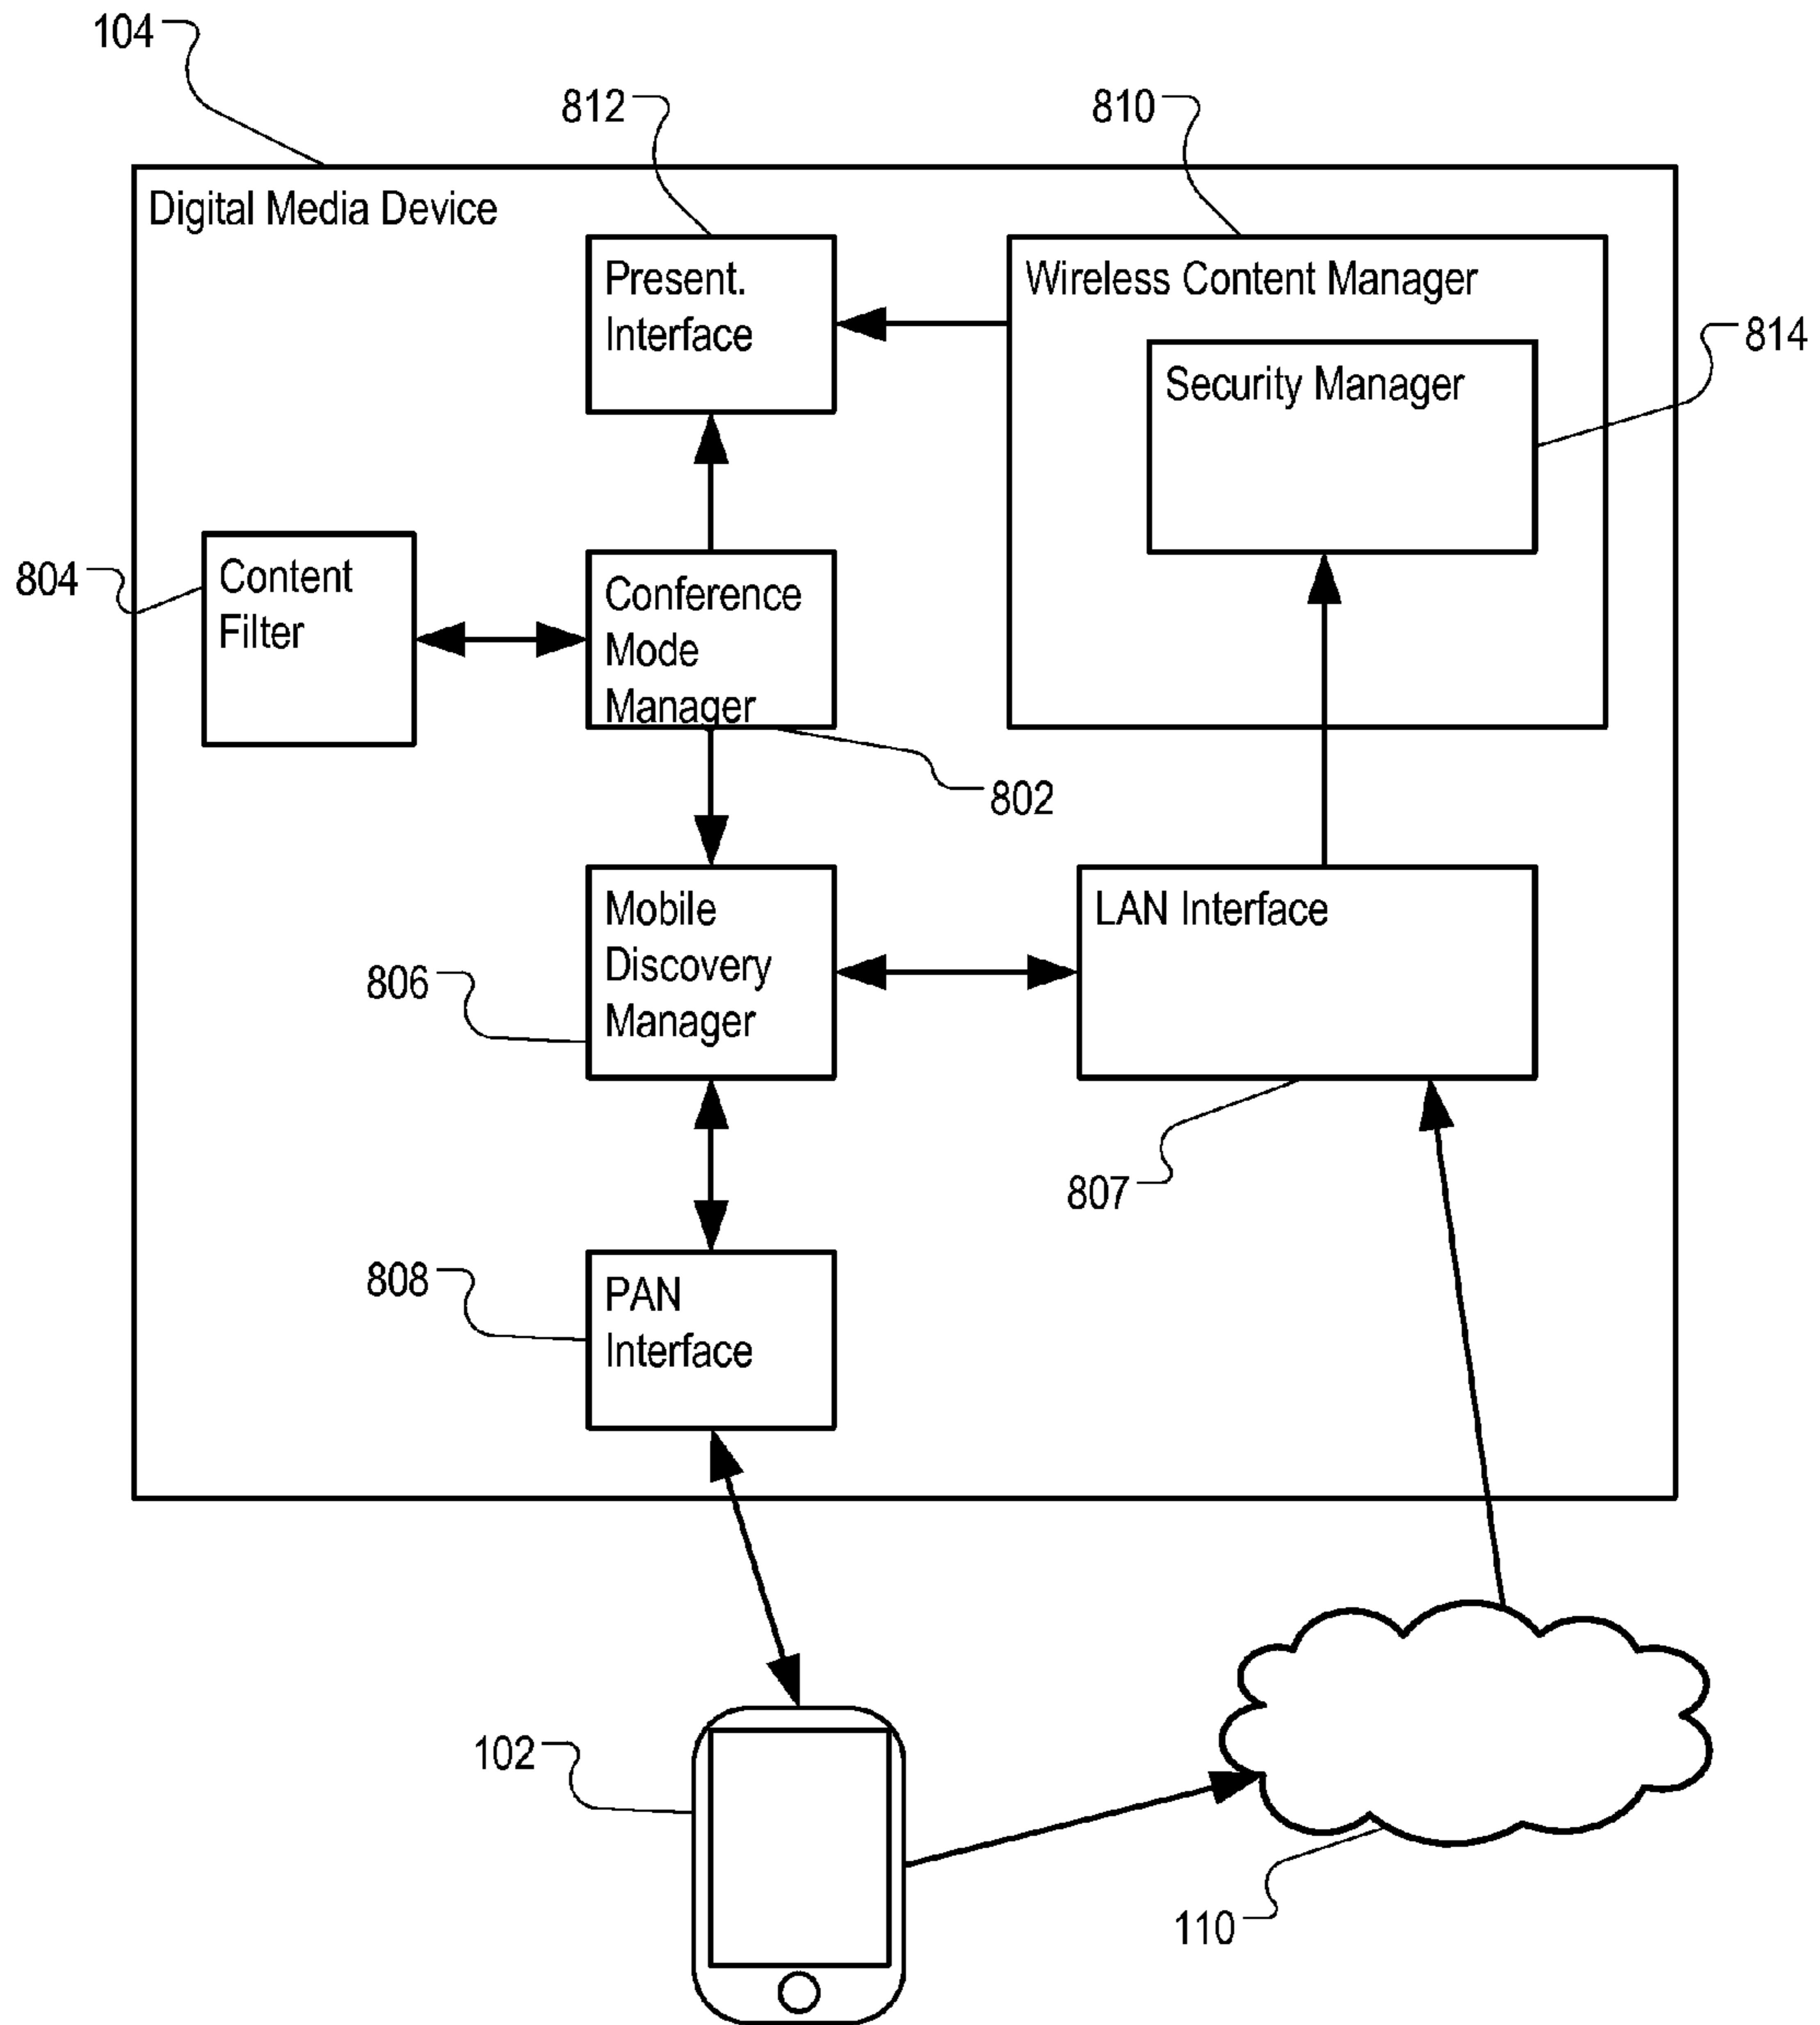 104
812
810
Digital Media Device
Present.
Interface
Wireless Content Manager
814
Security Manager
804
Content
Filter
Conference
Mode
Manager
802
Mobile
Discovery
Manager
LAN Interface
806
807
808
PAN
Interface
102
110